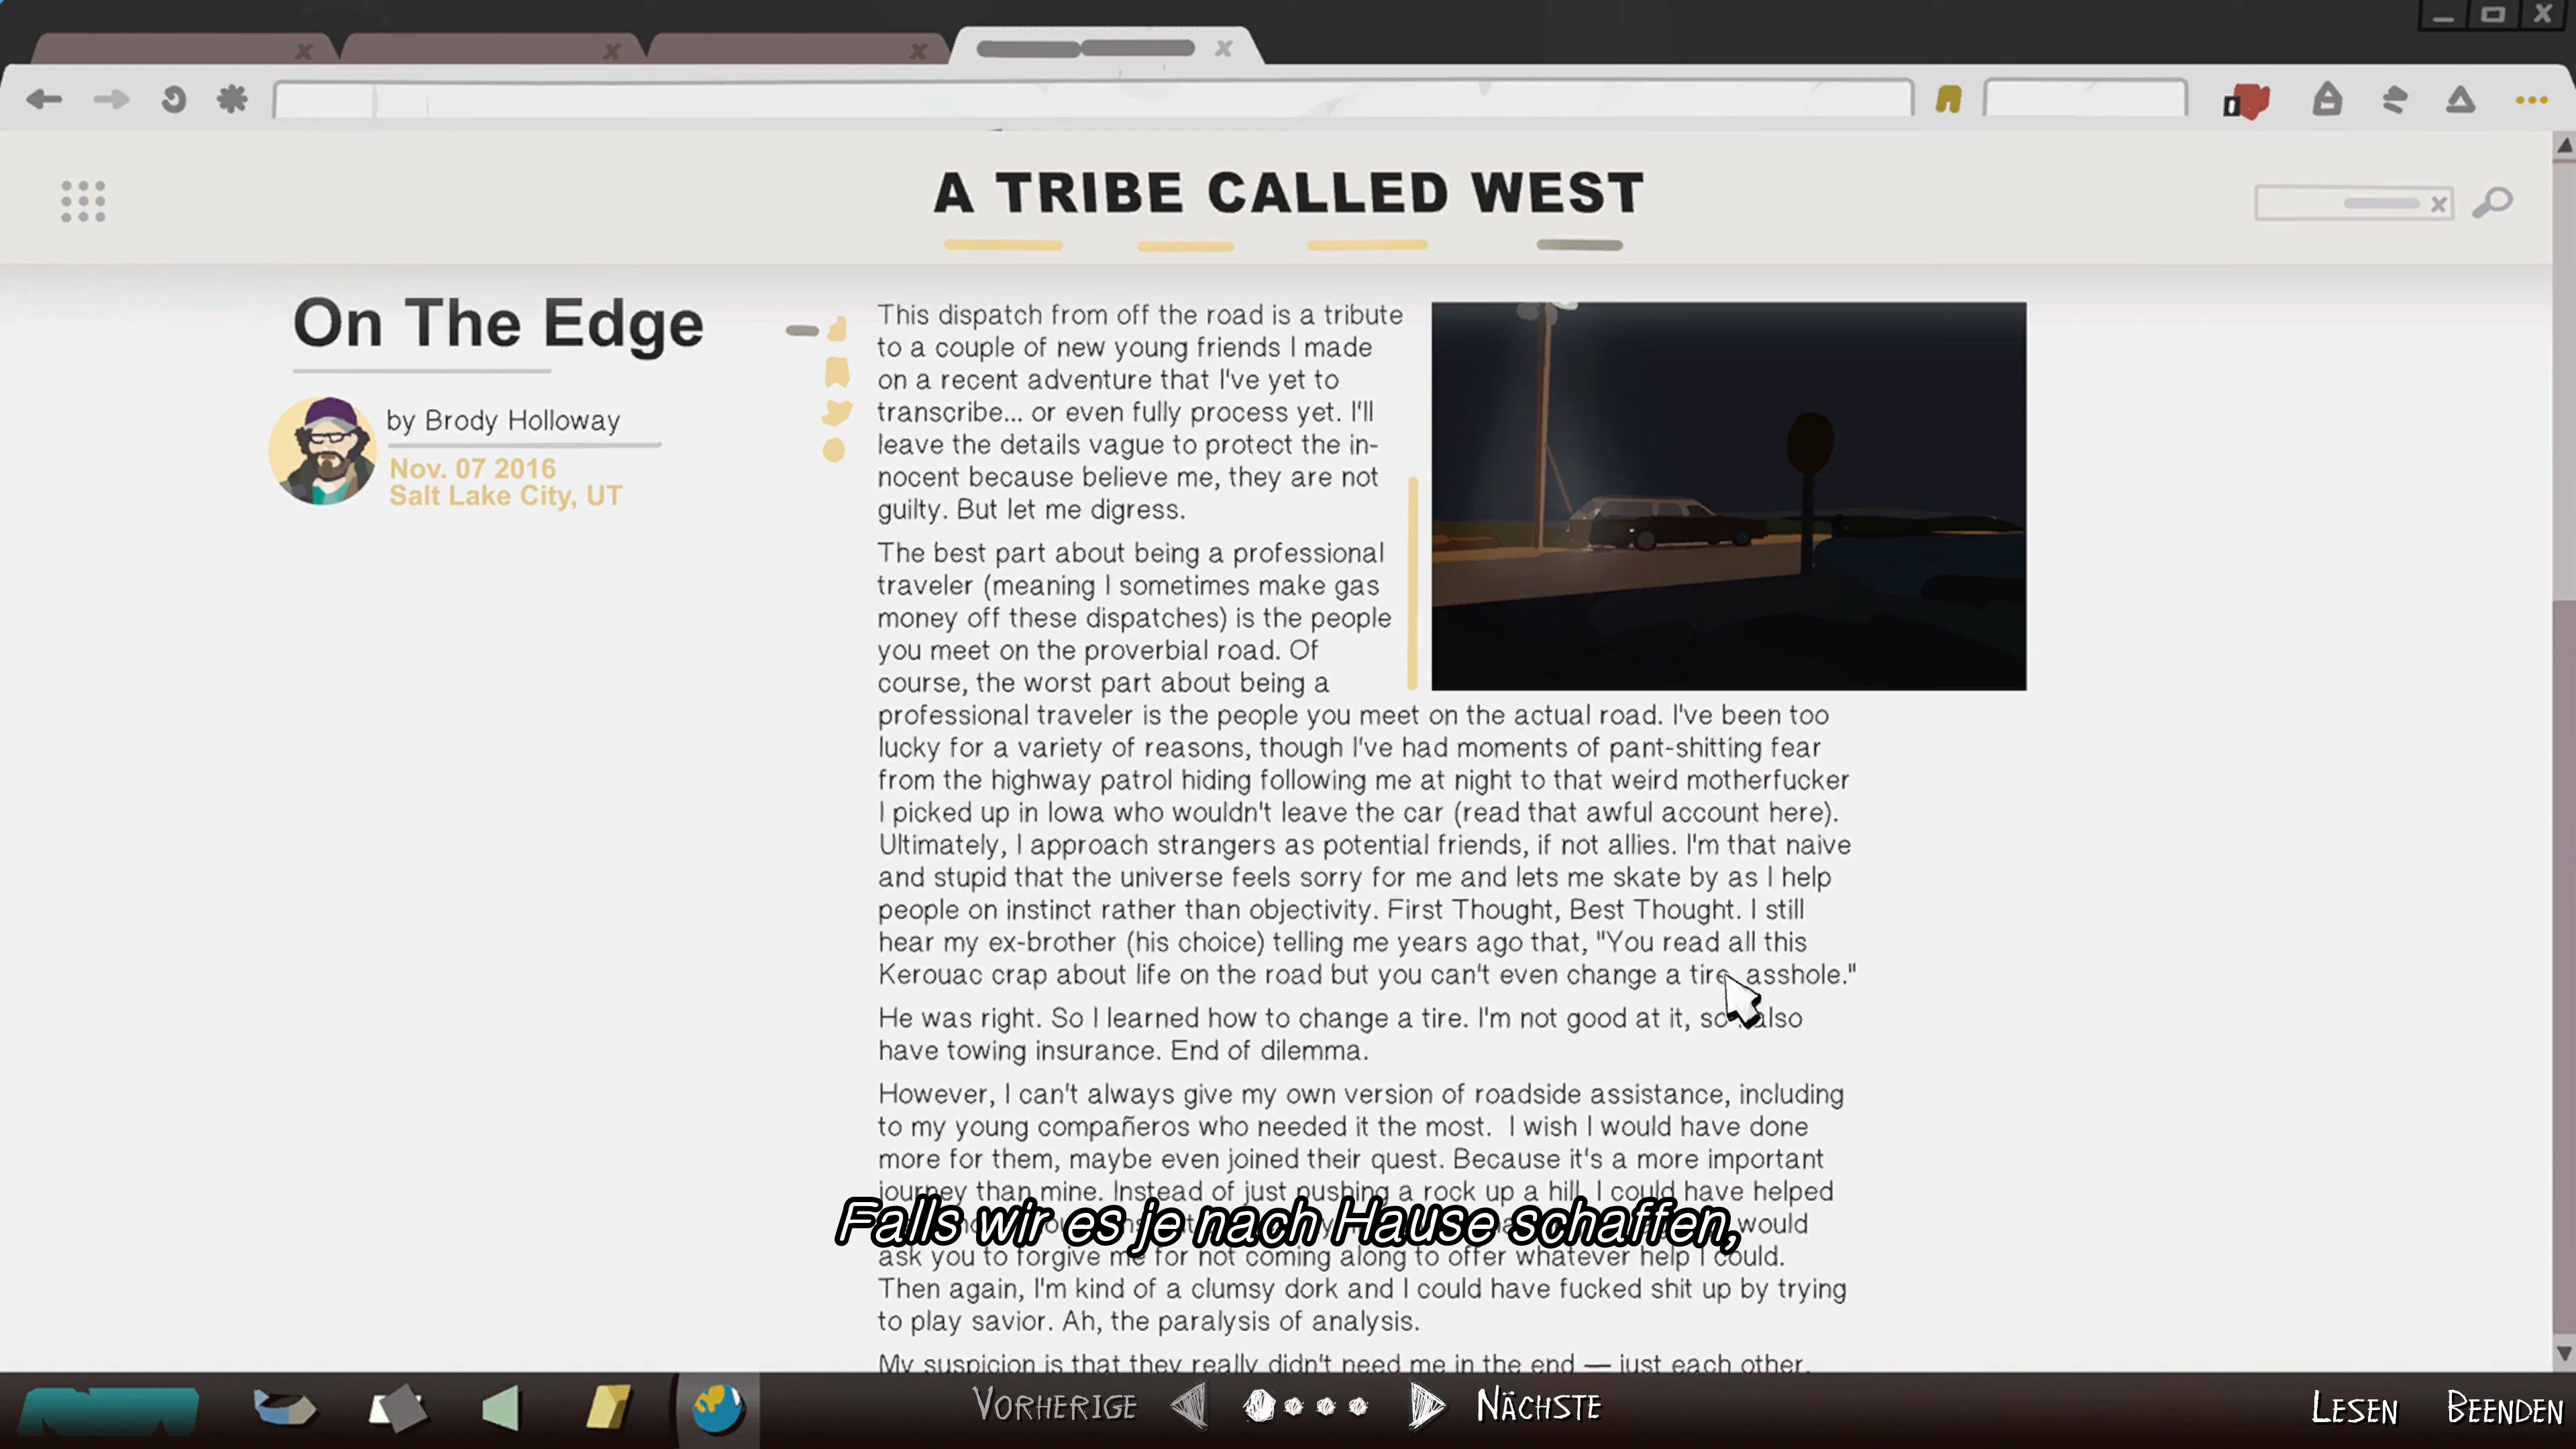 A TRIBE CALLED WEST
On The Edge
by Brody Holloway
Nov. 07 2016
Salt Lake City, UT
This dispatch from off the road is a tribute
to a couple of new young friends I made
on a recent adventure that I've yet to
transcribe... or even fully process yet. I'll
leave the details vague to protect the in-
nocent because believe me, they are not
guilty. But let me digress.
The best part about being a professional
traveler (meaning I sometimes make gas
money off these dispatches) is the people
you meet on the proverbial road. Of
course, the worst part about being a
professional traveler is the people you meet on the actual road. I've been too
lucky for a variety of reasons, though I've had moments of pant-shitting fear
from the highway patrol hiding following me at night to that weird motherfucker
I picked up in Iowa who wouldn't leave the car (read that awful account here).
Ultimately, I approach strangers as potential friends, if not allies. I'm that naive
and stupid that the universe feels sorry for me and lets me skate by as I help
people on instinct rather than objectivity. First Thought, Best Thought. I still
hear my ex-brother (his choice) telling me years ago that, "You read all this
Kerouac crap about life on the road but you can't even change a tire asshole."
He was right. So I learned how to change a tire. I'm not good at it, so also
have towing insurance. End of dilemma.
However, I can't always give my own version of roadside assistance, including
to my young compañeros who needed it the most. I wish I would have done
more for them, maybe even joined their quest. Because it's a more important
journey than mine. Instead of just pushing a rock up a hill, I could have helped
would
Falls wir es je nach Hause schaffen,
ask you to forgive me for not coming along to offer whatever help I could.
Then again, I'm kind of a clumsy dork and I could have fucked shit up by trying
to play savior. Ah, the paralysis of analysis.
My suspicion is that they really didn't need me in the end — just each other.
VORHERIGE
NÄCHSTE
LESEN
BEENDEN